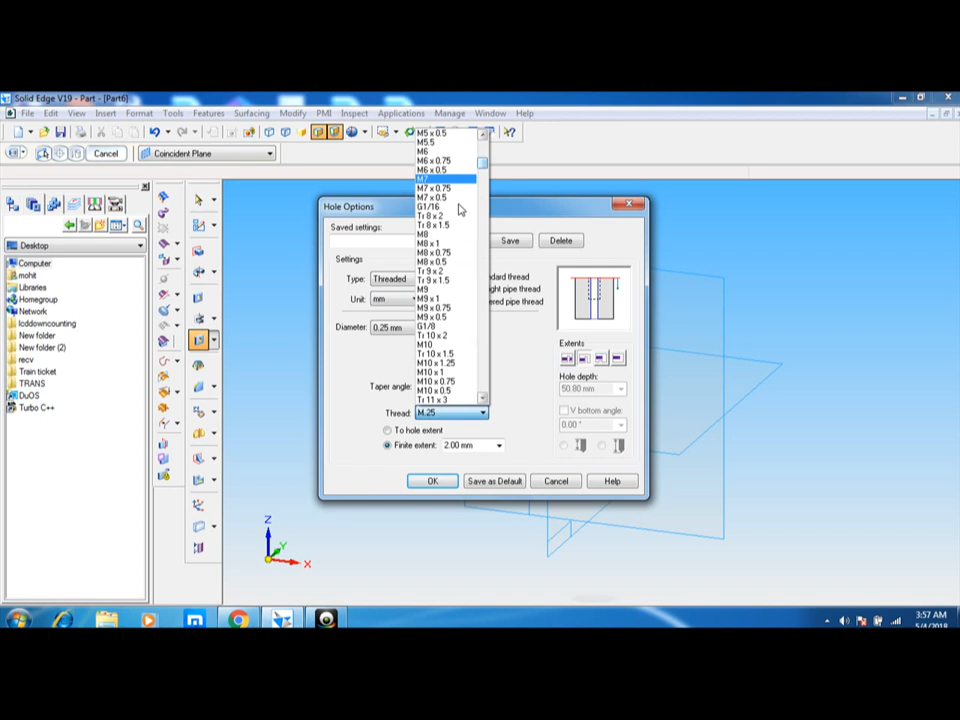 Solid Edge V19 - Part - [Part6]
File Edit View Insert Format Tools Features Surfacing Modify PMI Inspect Applications Manage Window Help
Cancel Coincident Plane
Desktop
Computer
mohit
Libraries
Homegroup
Network
lcddowncounting
New folder
New folder (2)
recv
Train ticket
TRANS
DuOS
Turbo C++
Hole Options
Saved settings:
Save Delete
Settings
Type: Threaded
Unit: mm
Diameter: 0.25 mm
Taper angle:
Thread: M.25
To hole extent
Finite extent: 2.00 mm
M5 x 0.5
M5.5
M6
M6 x 0.75
M6 x 0.5
M7
M7 x 0.75
M7 x 0.5
G1/16
Tr 8 x 2
Tr 8 x 1.5
M8
M8 x 1
M8 x 0.75
M8 x 0.5
Tr 9 x 2
Tr 9 x 1.5
M9
M9 x 1
M9 x 0.75
M9 x 0.5
G1/8
Tr 10 x 2
M10
Tr 10 x 1.5
M10 x 1.25
M10 x 1
M10 x 0.75
M10 x 0.5
Tr 11 x 3
ndard thread
ight pipe thread
ered pipe thread
Extents
Hole depth:
50.80 mm
V bottom angle:
0.00 °
OK Save as Default Cancel Help
Z
Y
X
3:57 AM
5/4/2018